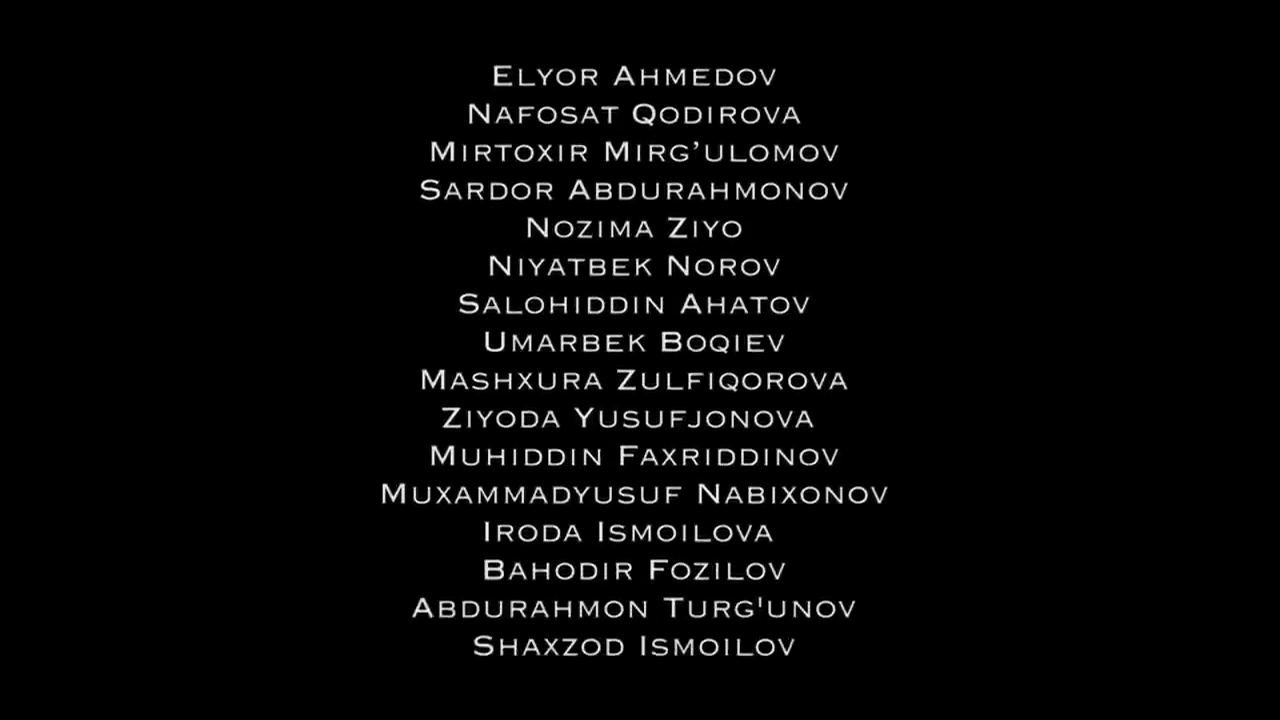 Elyor Ahmedov
Nafosat Qodirova
Mirtoxir Mirg’ulomov
Sardor Abdurahmonov
Nozima Ziyo
Niyatbek Norov
Salohiddin Ahatov
Umarbek Boqiev
Mashxura Zulfiqorova
Ziyoda Yusufjonova
Muhiddin Faxriddinov
Muxammadyusuf Nabixonov
Iroda Ismoilova
Bahodir Fozilov
Abdurahmon Turg'unov
Shaxzod Ismoilov